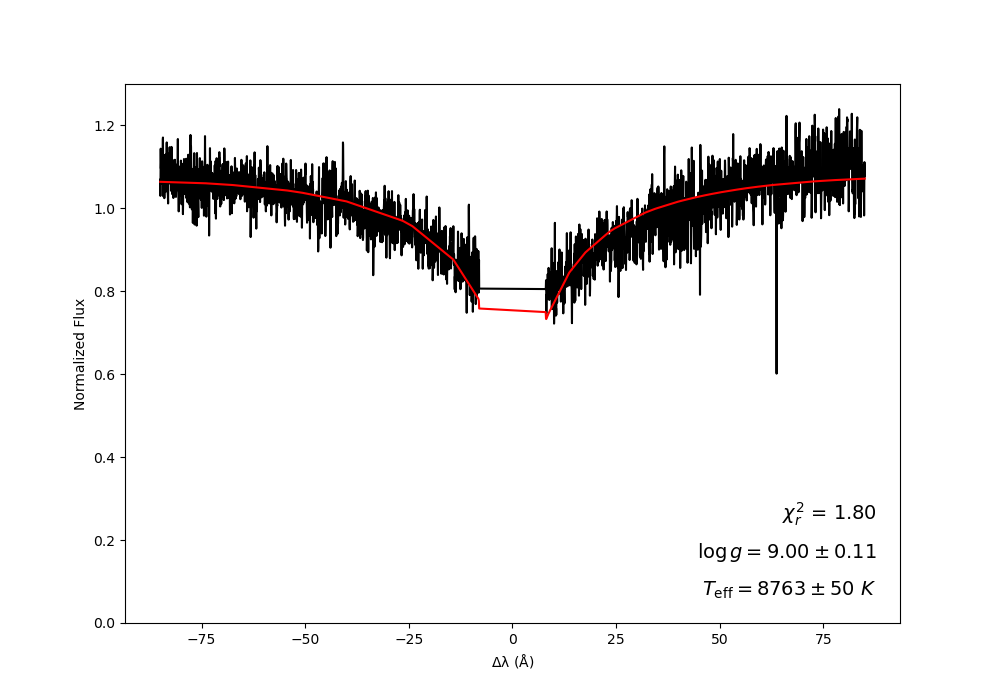 1.2
1.0
0.8
0.6
0.4
0.2
0.0
Normalized Flux
χ²ᵣ = 1.80
log g = 9.00 ± 0.11
T_eff = 8763 ± 50 K
−75 −50 −25 0 25 50 75
Δλ (Å)